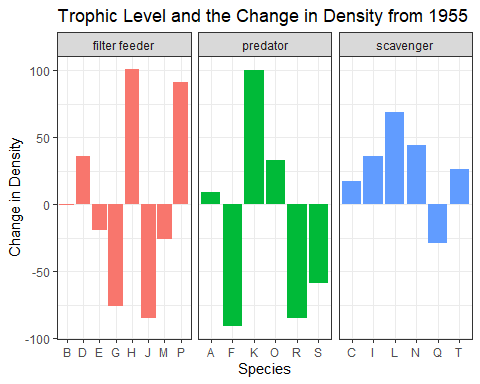 Trophic Level and the Change in Density from 1955
filter feeder predator scavenger
Change in Density
100
50
0
-50
-100
B D E G H J M P A F K O R S C I L N Q T
Species